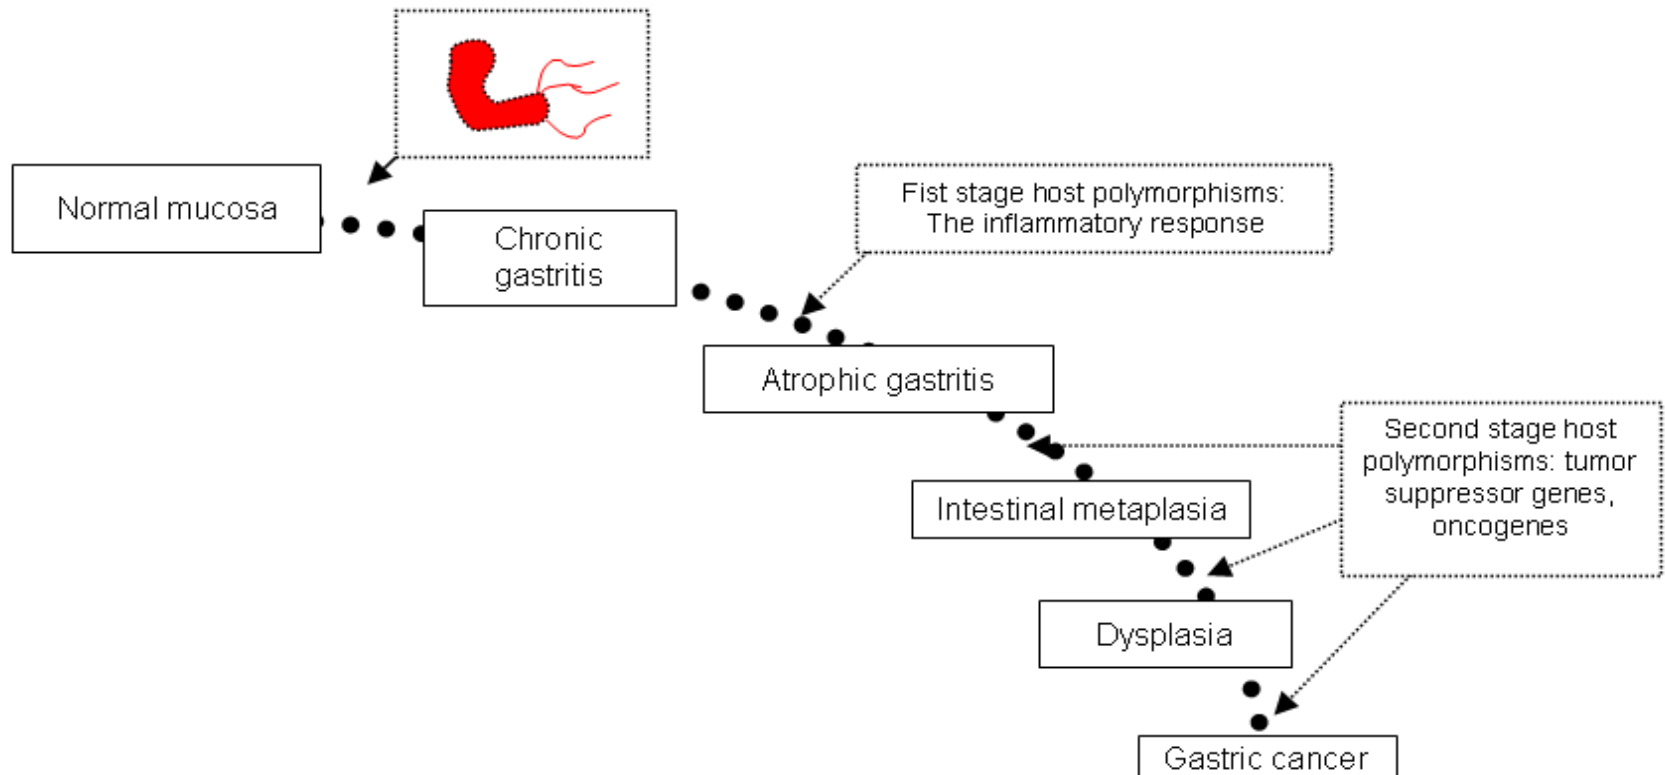 Normal mucosa
Chronic
gastritis
Fist stage host polymorphisms:
The inflammatory response
Atrophic gastritis
Second stage host
polymorphisms: tumor
suppressor genes,
oncogenes
Intestinal metaplasia
Dysplasia
Gastric cancer